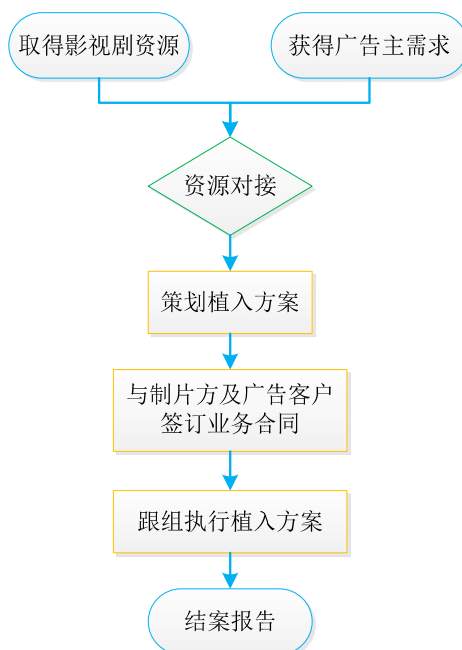 取得影视剧资源
获得广告主需求
资源对接
策划植入方案
与制片方及广告客户
签订业务合同
跟组执行植入方案
结案报告